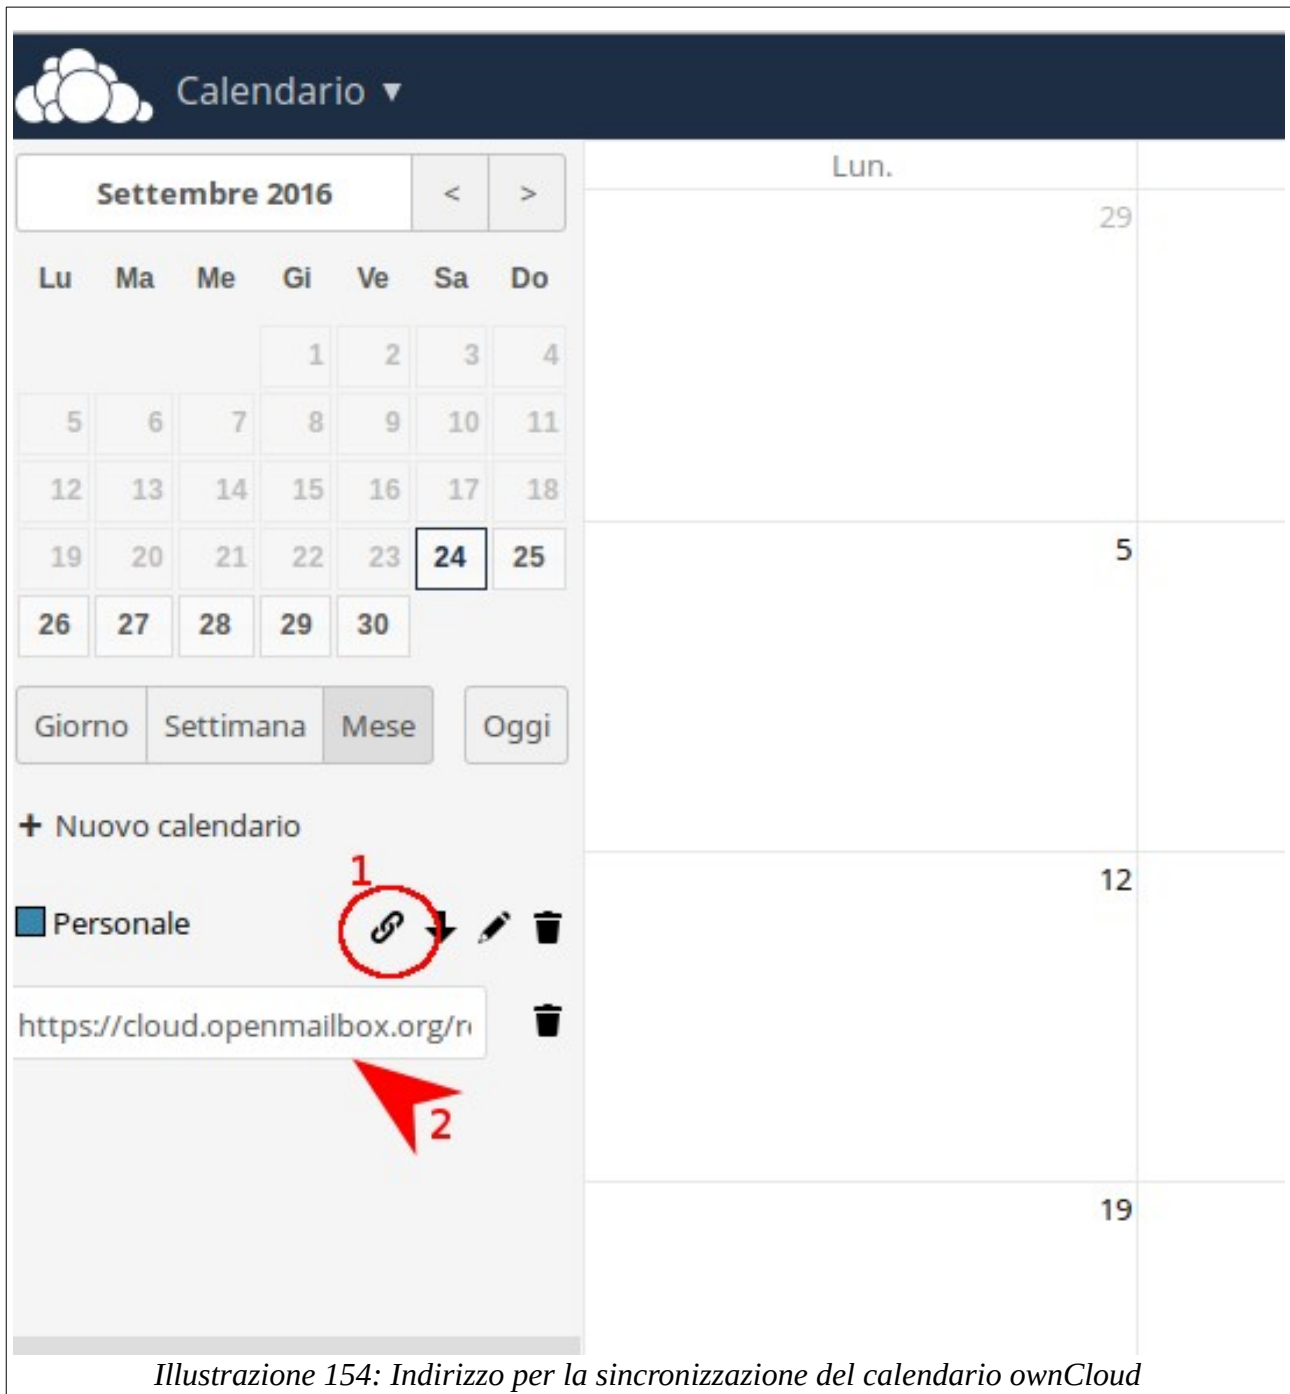 Calendario ▼
Settembre 2016 < >
Lun.
29
Lu Ma Me Gi Ve Sa Do
1 2 3 4
5 6 7 8 9 10 11
12 13 14 15 16 17 18
19 20 21 22 23 24 25
26 27 28 29 30
5
Giorno Settimana Mese Oggi
+ Nuovo calendario
1
12
Personale
https://cloud.openmailbox.org/r
2
19
Illustrazione 154: Indirizzo per la sincronizzazione del calendario ownCloud